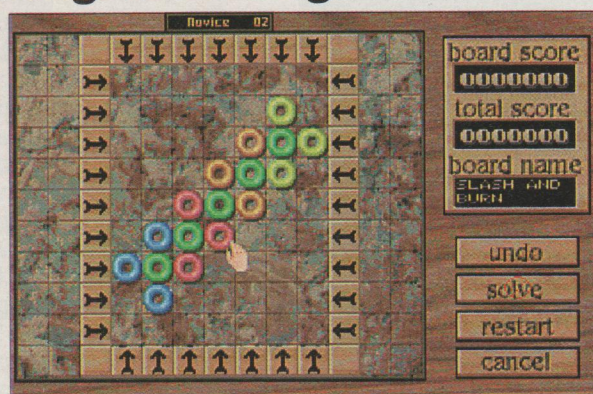 Novice 02
board score
0000000
total score
0000000
board name
SLASH AND
BURN
undo
solve
restart
cancel